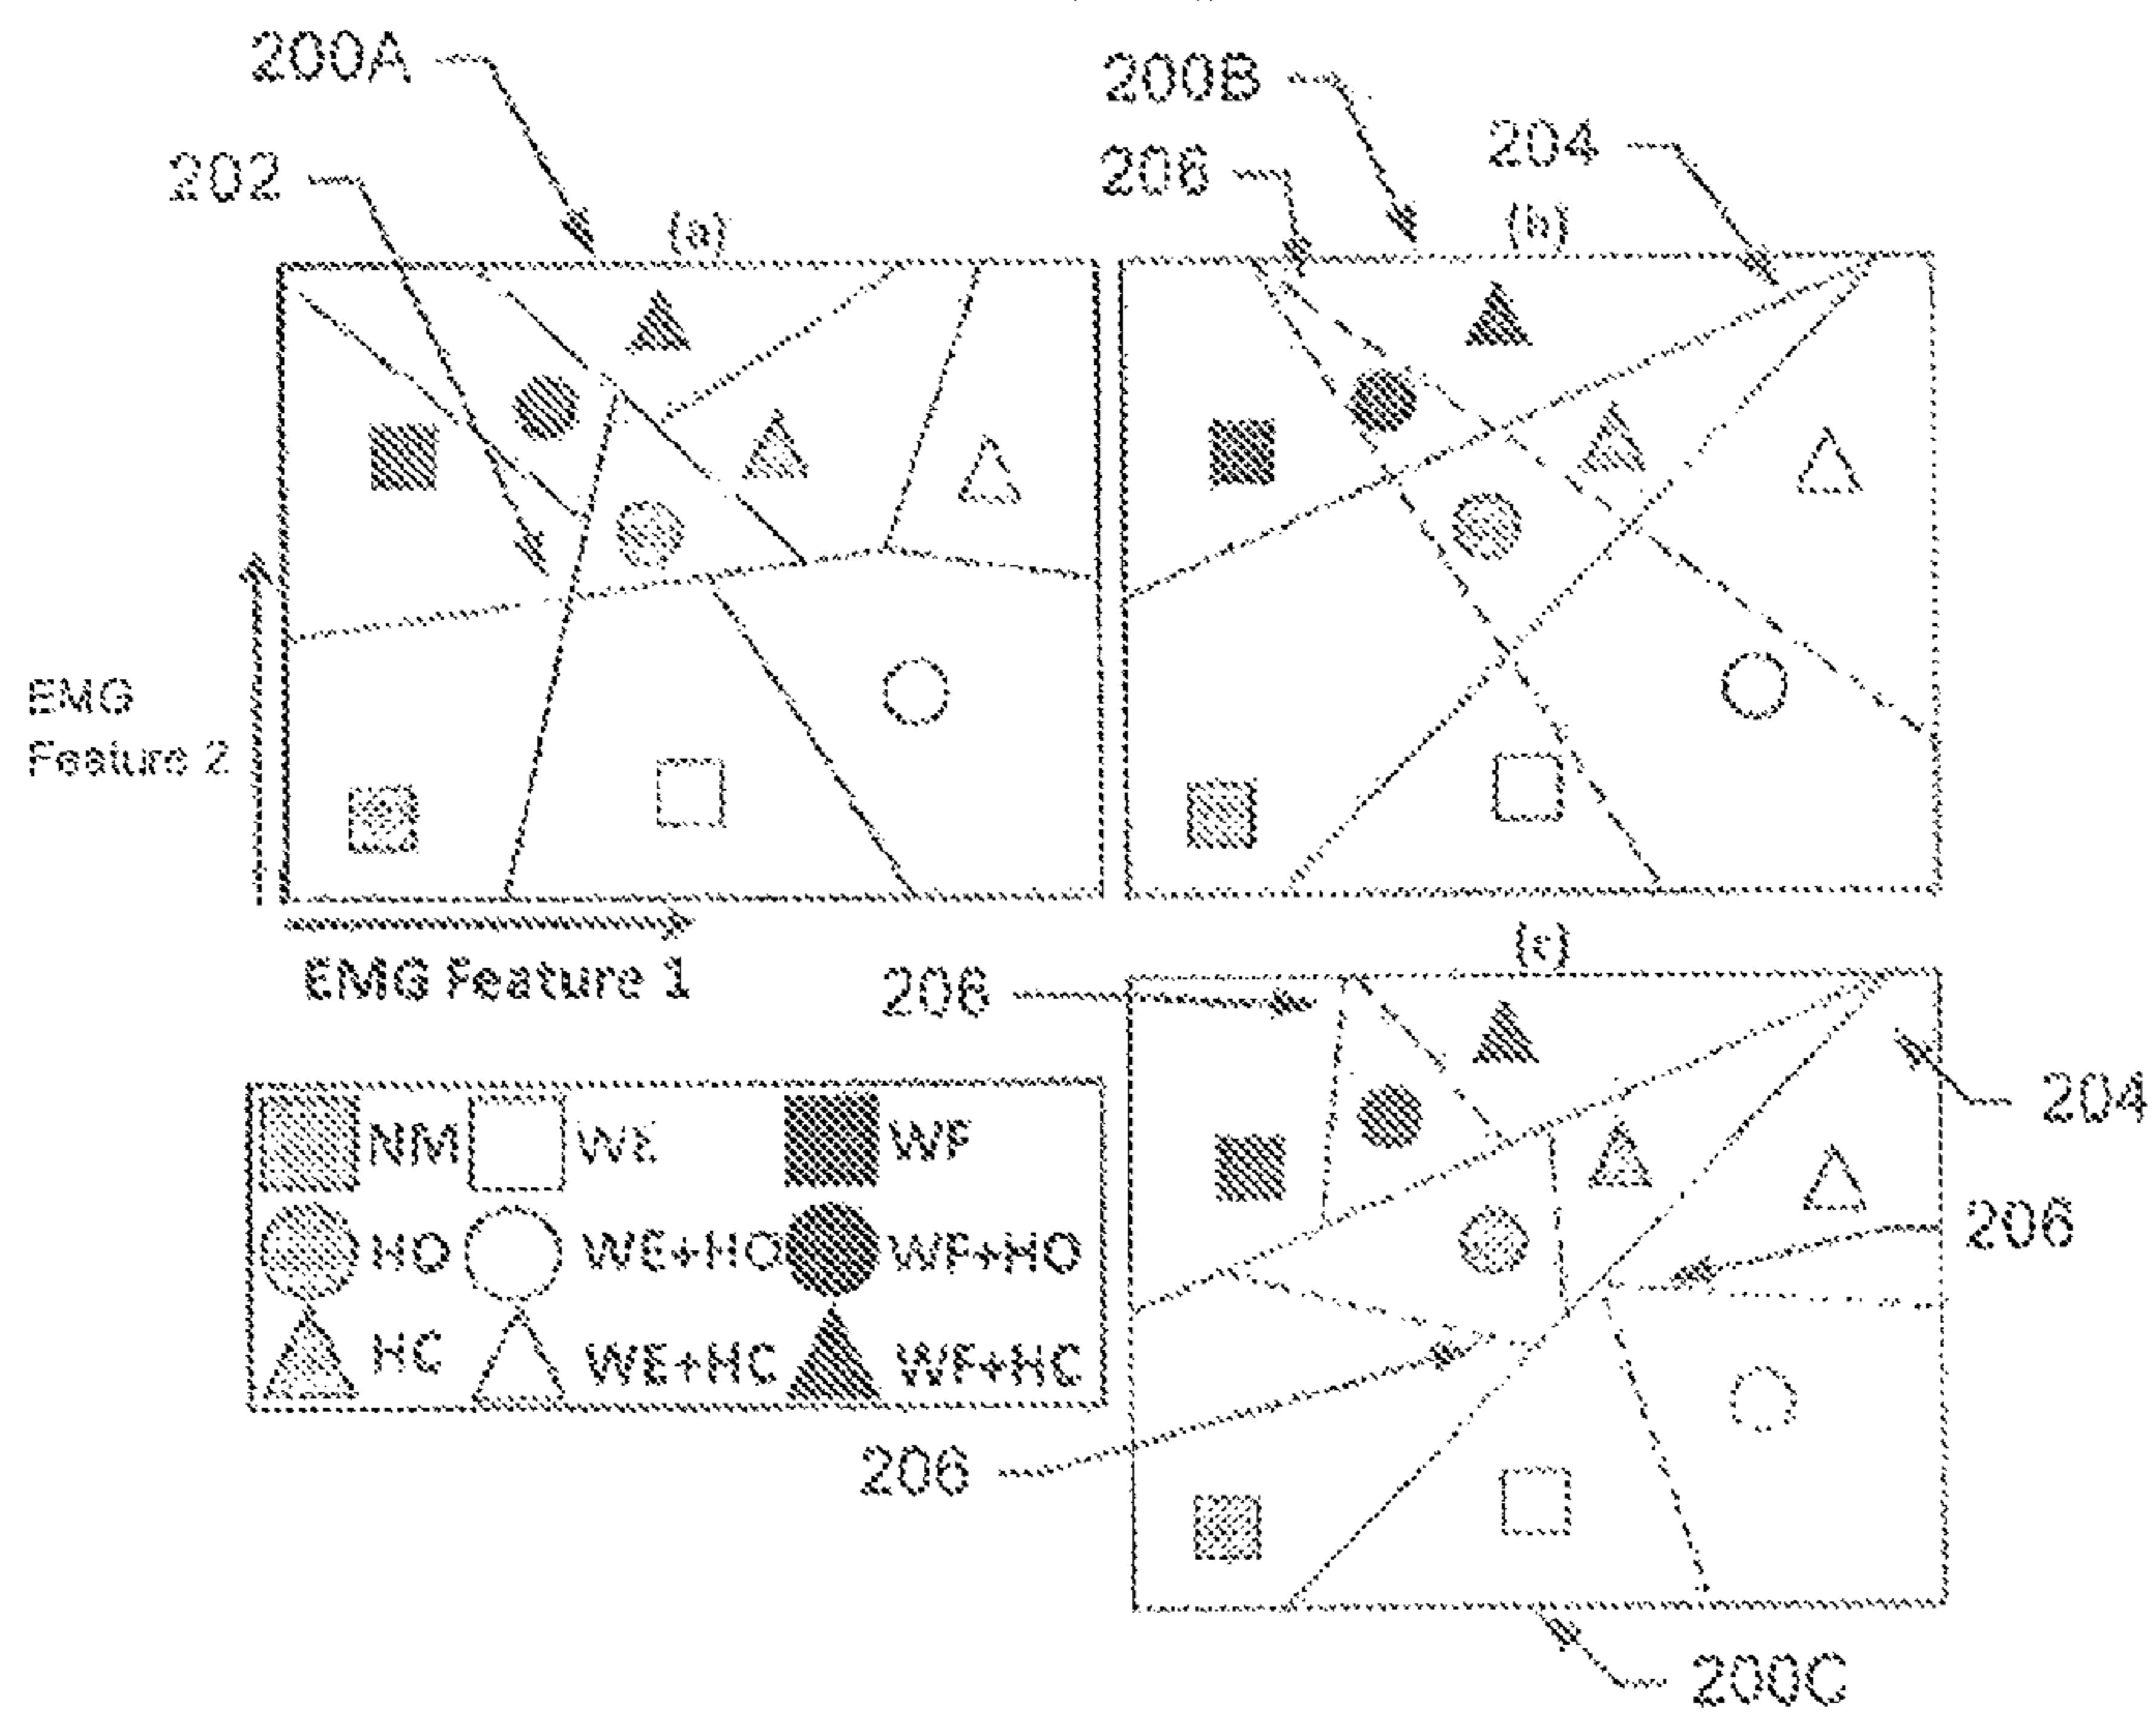 200A
200B
202
206
204
(a)
(b)
EMG
Feature 2
EMG Feature 1
(c)
206
204
NM WE WF
HO WE+HO WF+HO
HC WE+HC WF+HC
206
206
200C